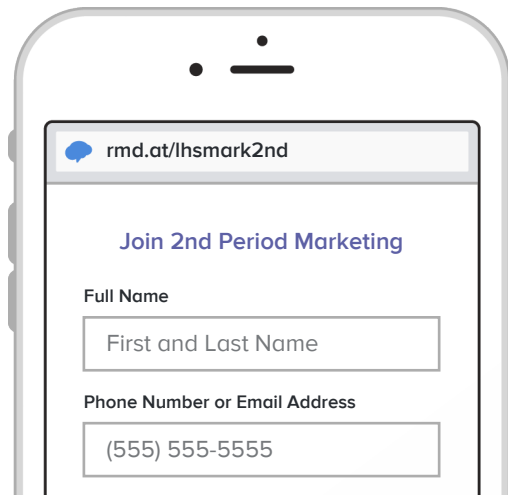 rmd.at/lhsmark2nd
Join 2nd Period Marketing
Full Name
First and Last Name
Phone Number or Email Address
(555) 555-5555